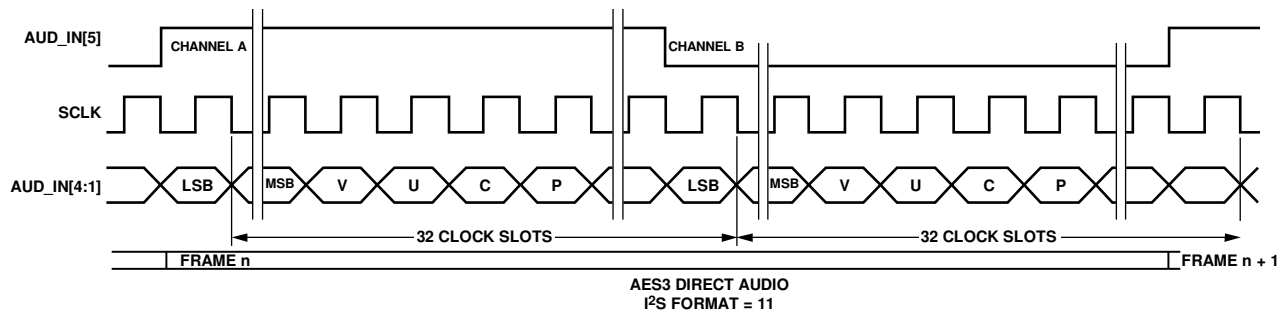 AUD_IN[5]
CHANNEL A
CHANNEL B
SCLK
AUD_IN[4:1]
LSB MSB V U C P LSB MSB V U C P
32 CLOCK SLOTS 32 CLOCK SLOTS
FRAME n FRAME n + 1
AES3 DIRECT AUDIO
I²S FORMAT = 11